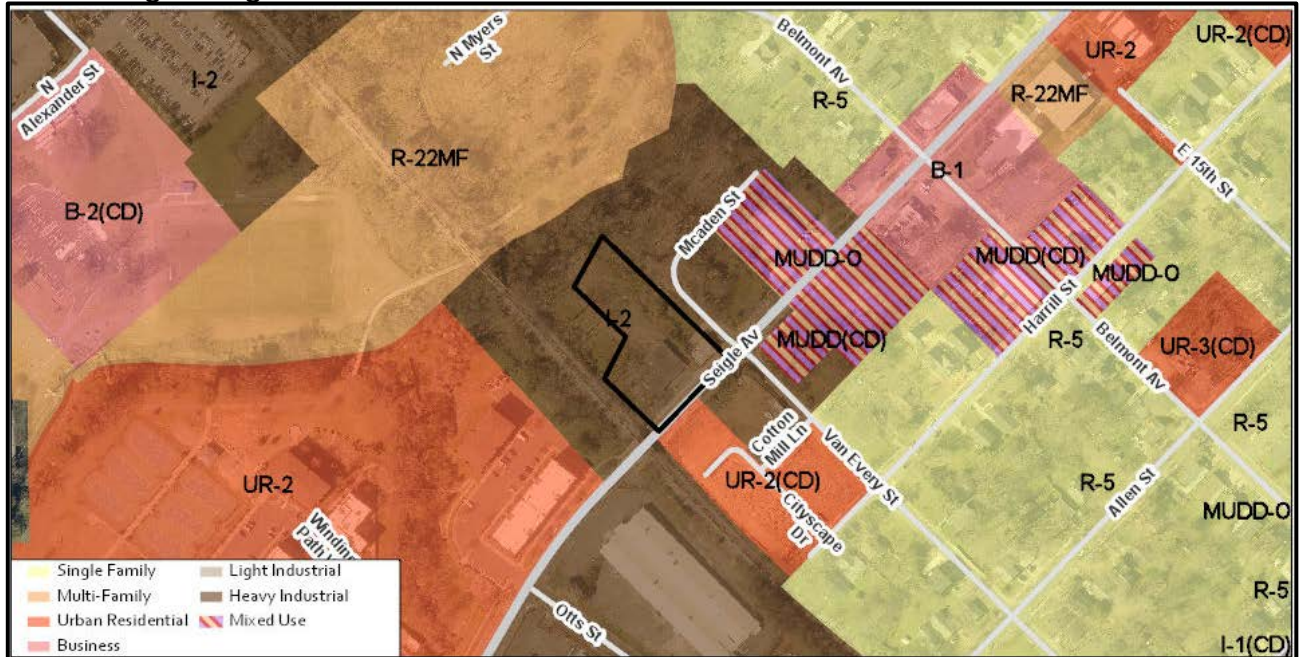 N Alexander St
I-2
N Myers St
Belmont Av
R-5
UR-2
UR-2(CD)
R-22MF
R-22MF
E 15th St
B-1
B-2(CD)
Mcaden St
MUDD-O
MUDD(CD)
MUDD-O
Harrill St
I-2
MUDD(CD)
Seigle Av
R-5
Belmont Av
UR-3(CD)
R-5
Cotton Mill Ln
Van Every St
UR-2(CD)
Cityscape Dr
UR-2
R-5
Allen St
MUDD-O
R-5
Otts St
I-1(CD)
Single Family
Light Industrial
Multi-Family
Heavy Industrial
Urban Residential
Mixed Use
Business